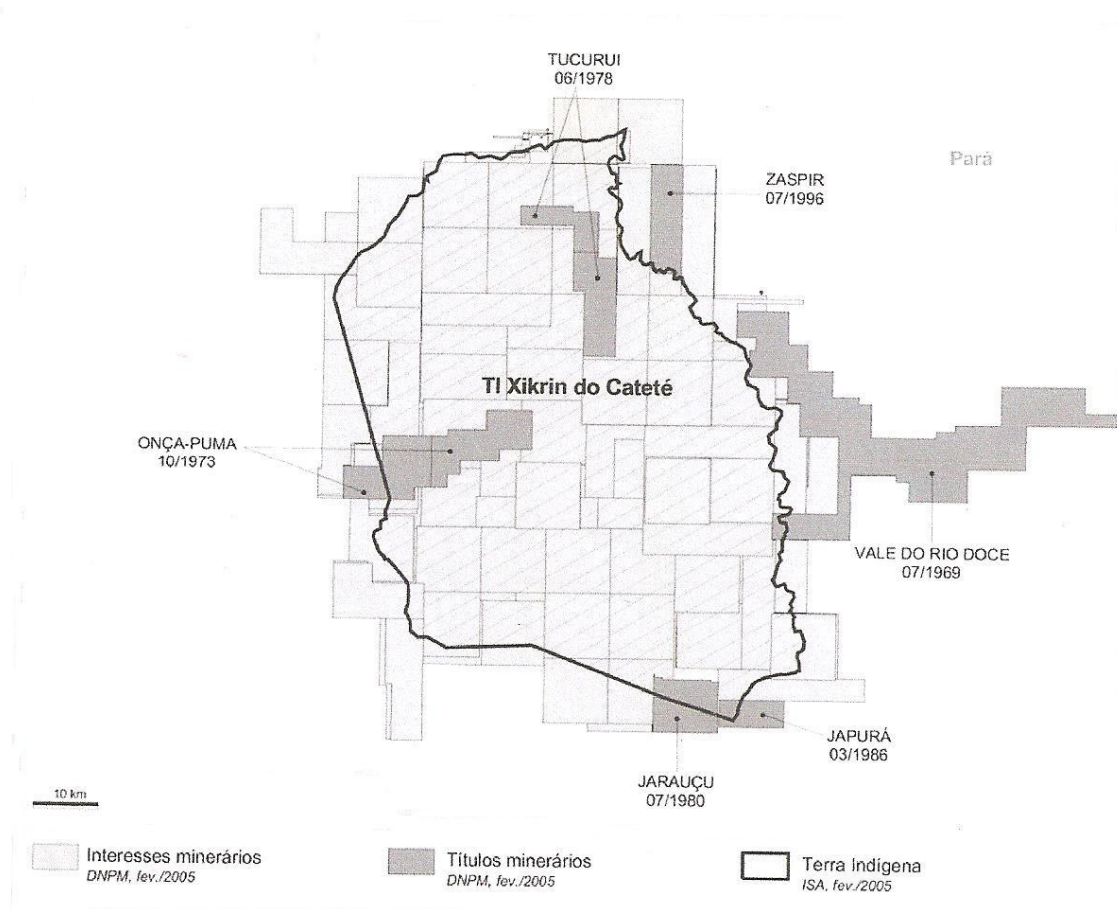 TUCURUI
06/1978
Pará
ZASPIR
07/1996
TI Xikrin do Cateté
ONÇA-PUMA
10/1973
VALE DO RIO DOCE
07/1969
JAPURÁ
03/1986
JARAUÇU
07/1980
10 km
Interesses minerários
DNPM, fev./2005
Títulos minerários
DNPM, fev./2005
Terra Indígena
ISA, fev./2005